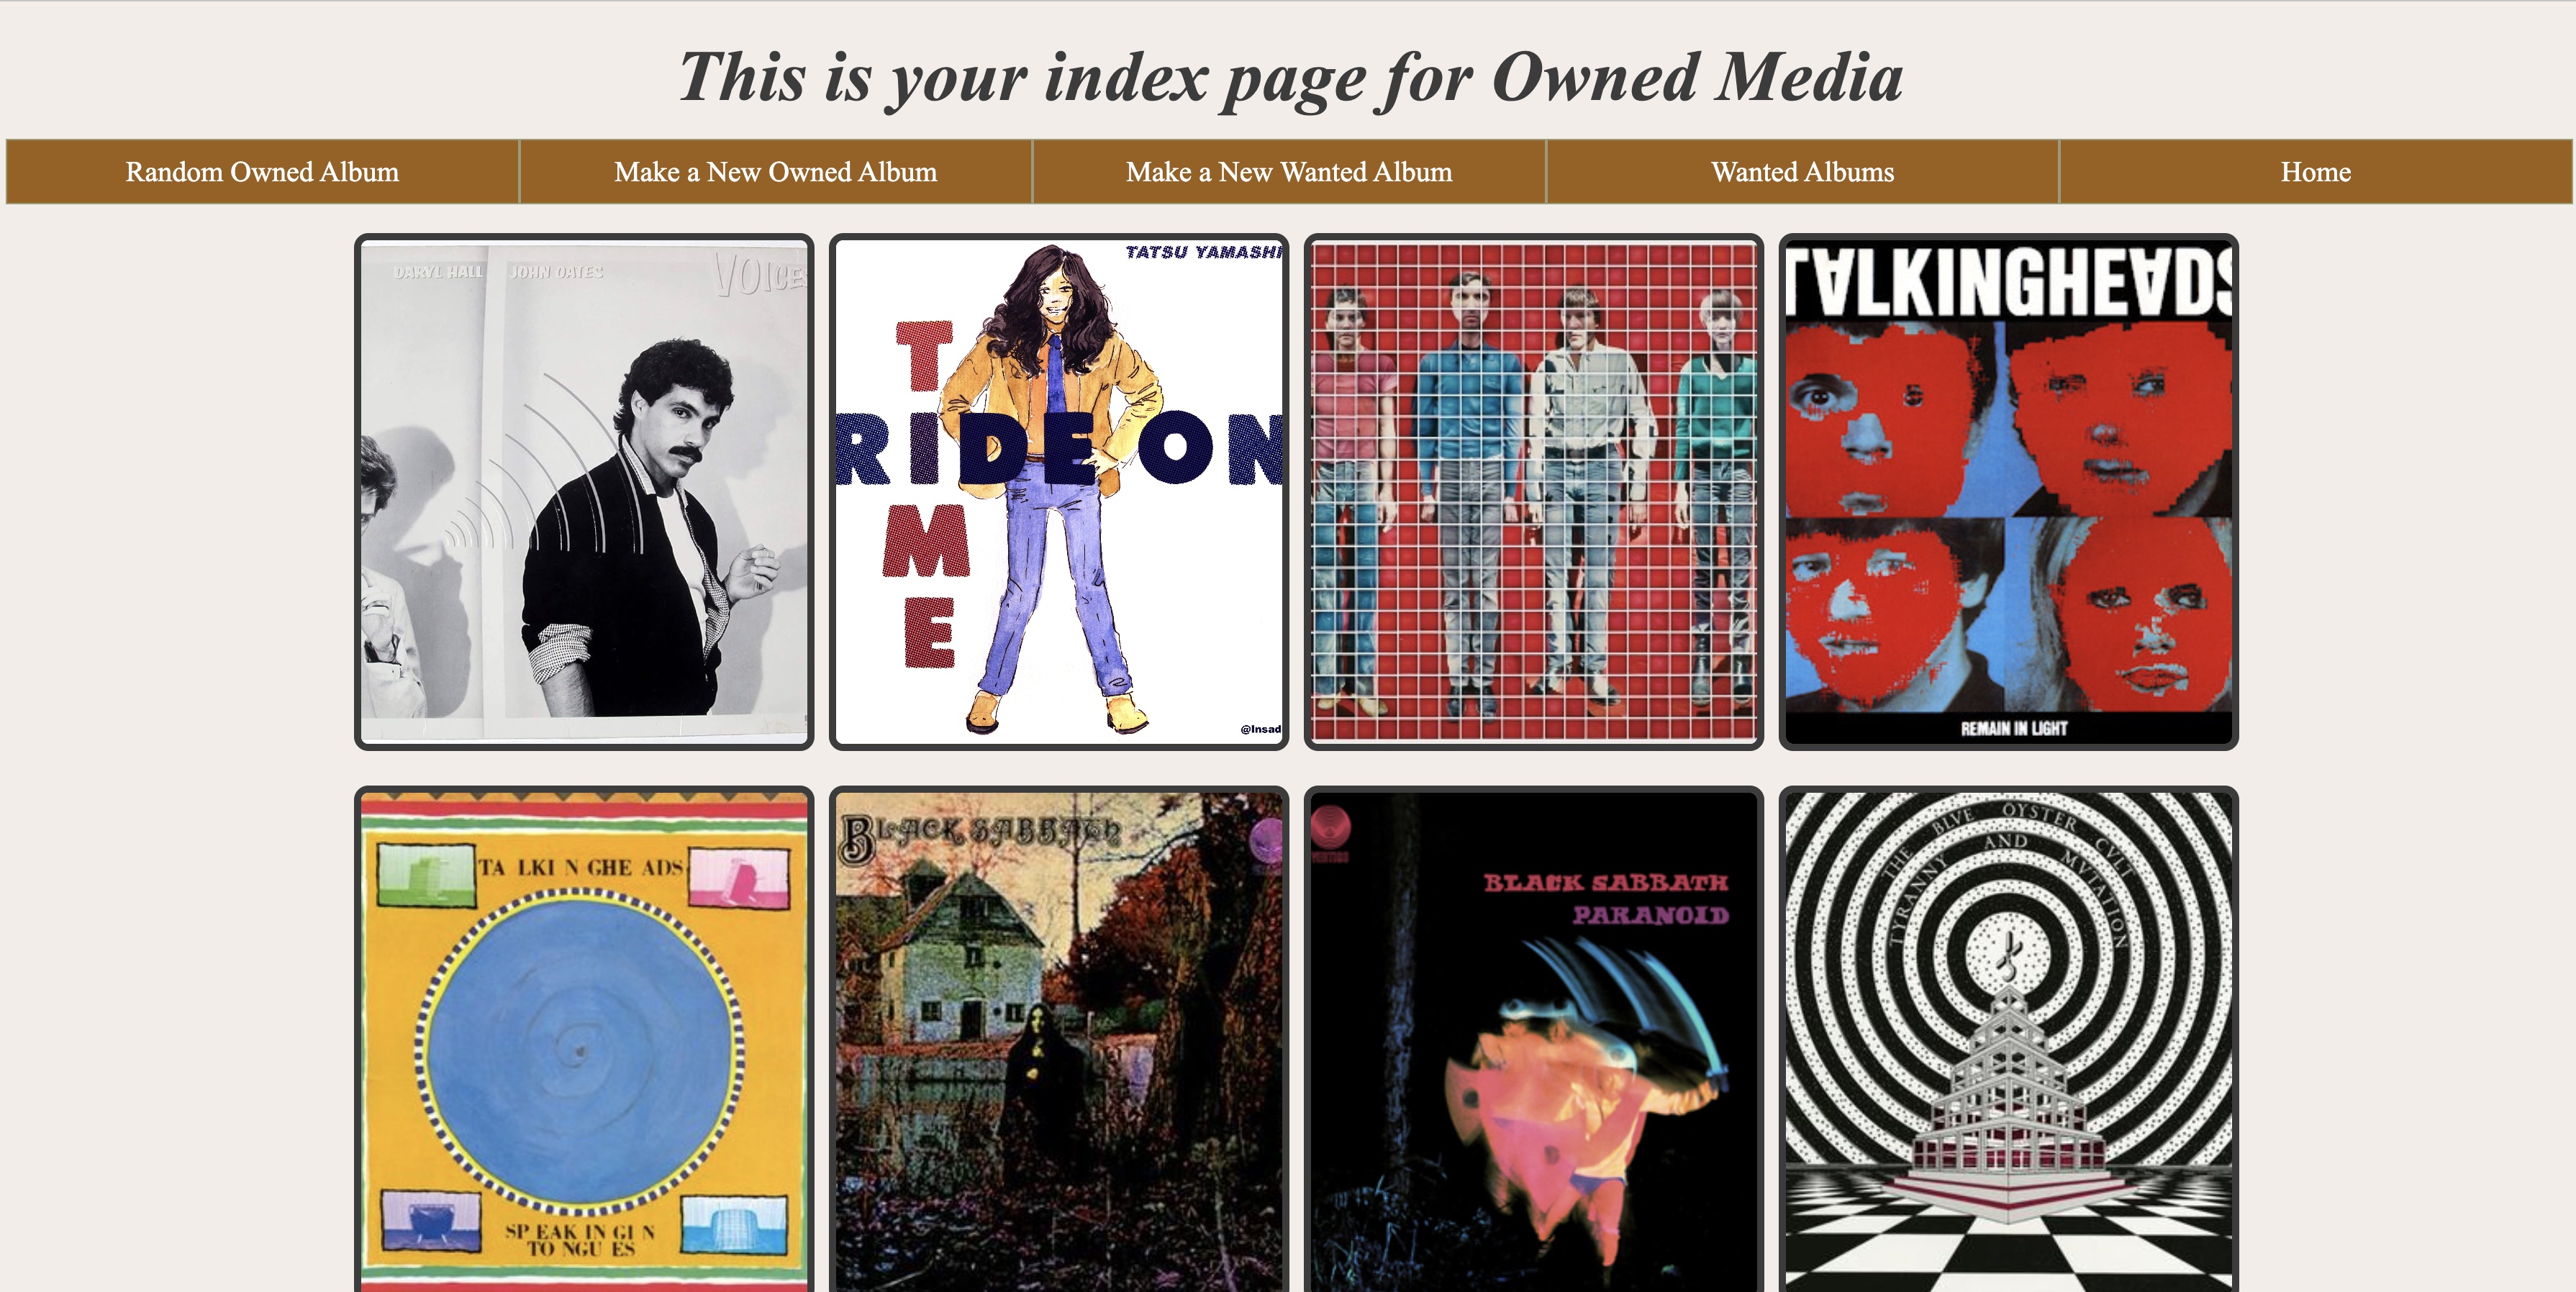 This is your index page for Owned Media
Random Owned Album
Make a New Owned Album
Make a New Wanted Album
Wanted Albums
Home
DARYL HALL
JOHN OATES
VOICES
TATSU YAMASHI
TIME
RIDE ON
@Insad
TALKINGHEADS
REMAIN IN LIGHT
TA LKI N GHE ADS
SP EAK IN GI N
TO NGU ES
BLACK SABBATH
VERTIGO
BLACK SABBATH
PARANOID
THE BLVE OYSTER CVLT
TYRANNY AND MVTATION